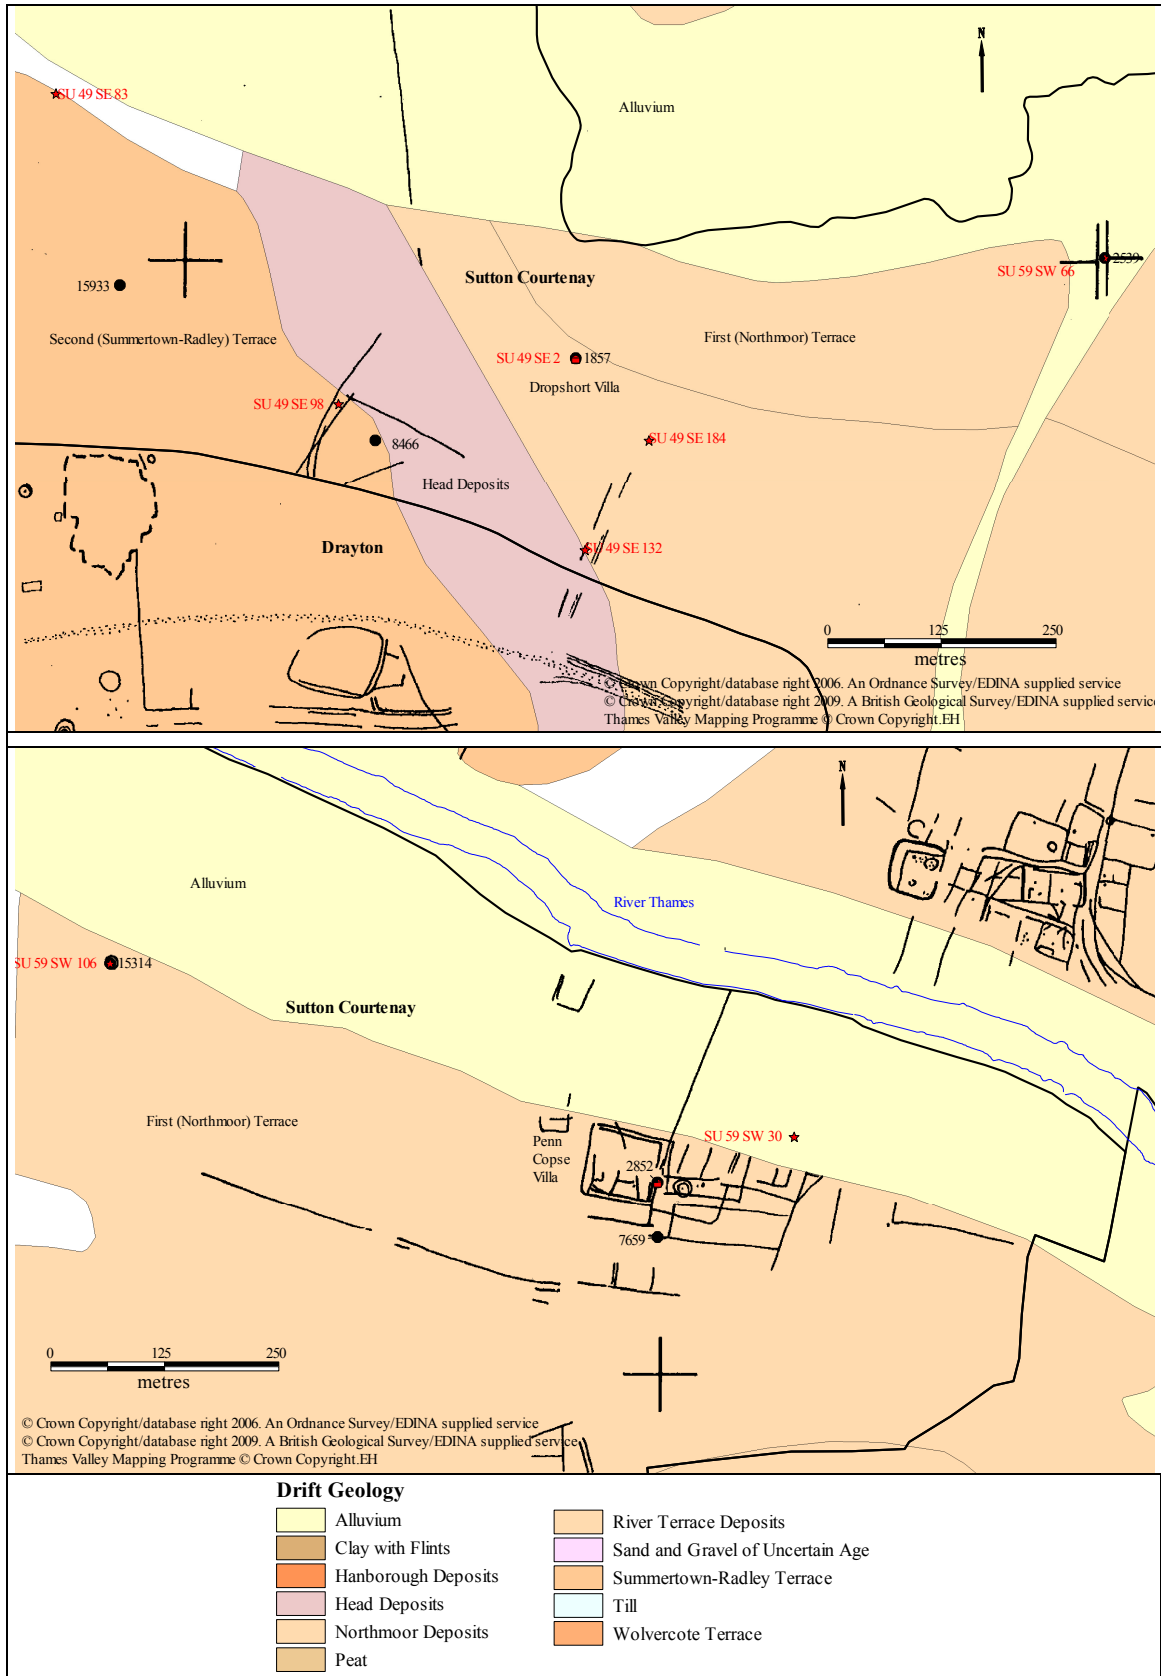 N
SU 49 SE 83
Alluvium
Sutton Courtenay
SU 59 SW 66
2539
15933
Second (Summertown-Radley) Terrace
First (Northmoor) Terrace
SU 49 SE 2
1857
Dropshort Villa
SU 49 SE 98
8466
SU 49 SE 184
Head Deposits
Drayton
SU 49 SE 132
0 125 250
metres
© Crown Copyright/database right 2006. An Ordnance Survey/EDINA supplied service
© Crown Copyright/database right 2009. A British Geological Survey/EDINA supplied service
Thames Valley Mapping Programme © Crown Copyright.EH
N
Alluvium
River Thames
SU 59 SW 106
15314
Sutton Courtenay
First (Northmoor) Terrace
SU 59 SW 30
Penn
Copse
Villa
2852
7659
0 125 250
metres
© Crown Copyright/database right 2006. An Ordnance Survey/EDINA supplied service
© Crown Copyright/database right 2009. A British Geological Survey/EDINA supplied service
Thames Valley Mapping Programme © Crown Copyright.EH
Drift Geology
Alluvium
Clay with Flints
Hanborough Deposits
Head Deposits
Northmoor Deposits
Peat
River Terrace Deposits
Sand and Gravel of Uncertain Age
Summertown-Radley Terrace
Till
Wolvercote Terrace